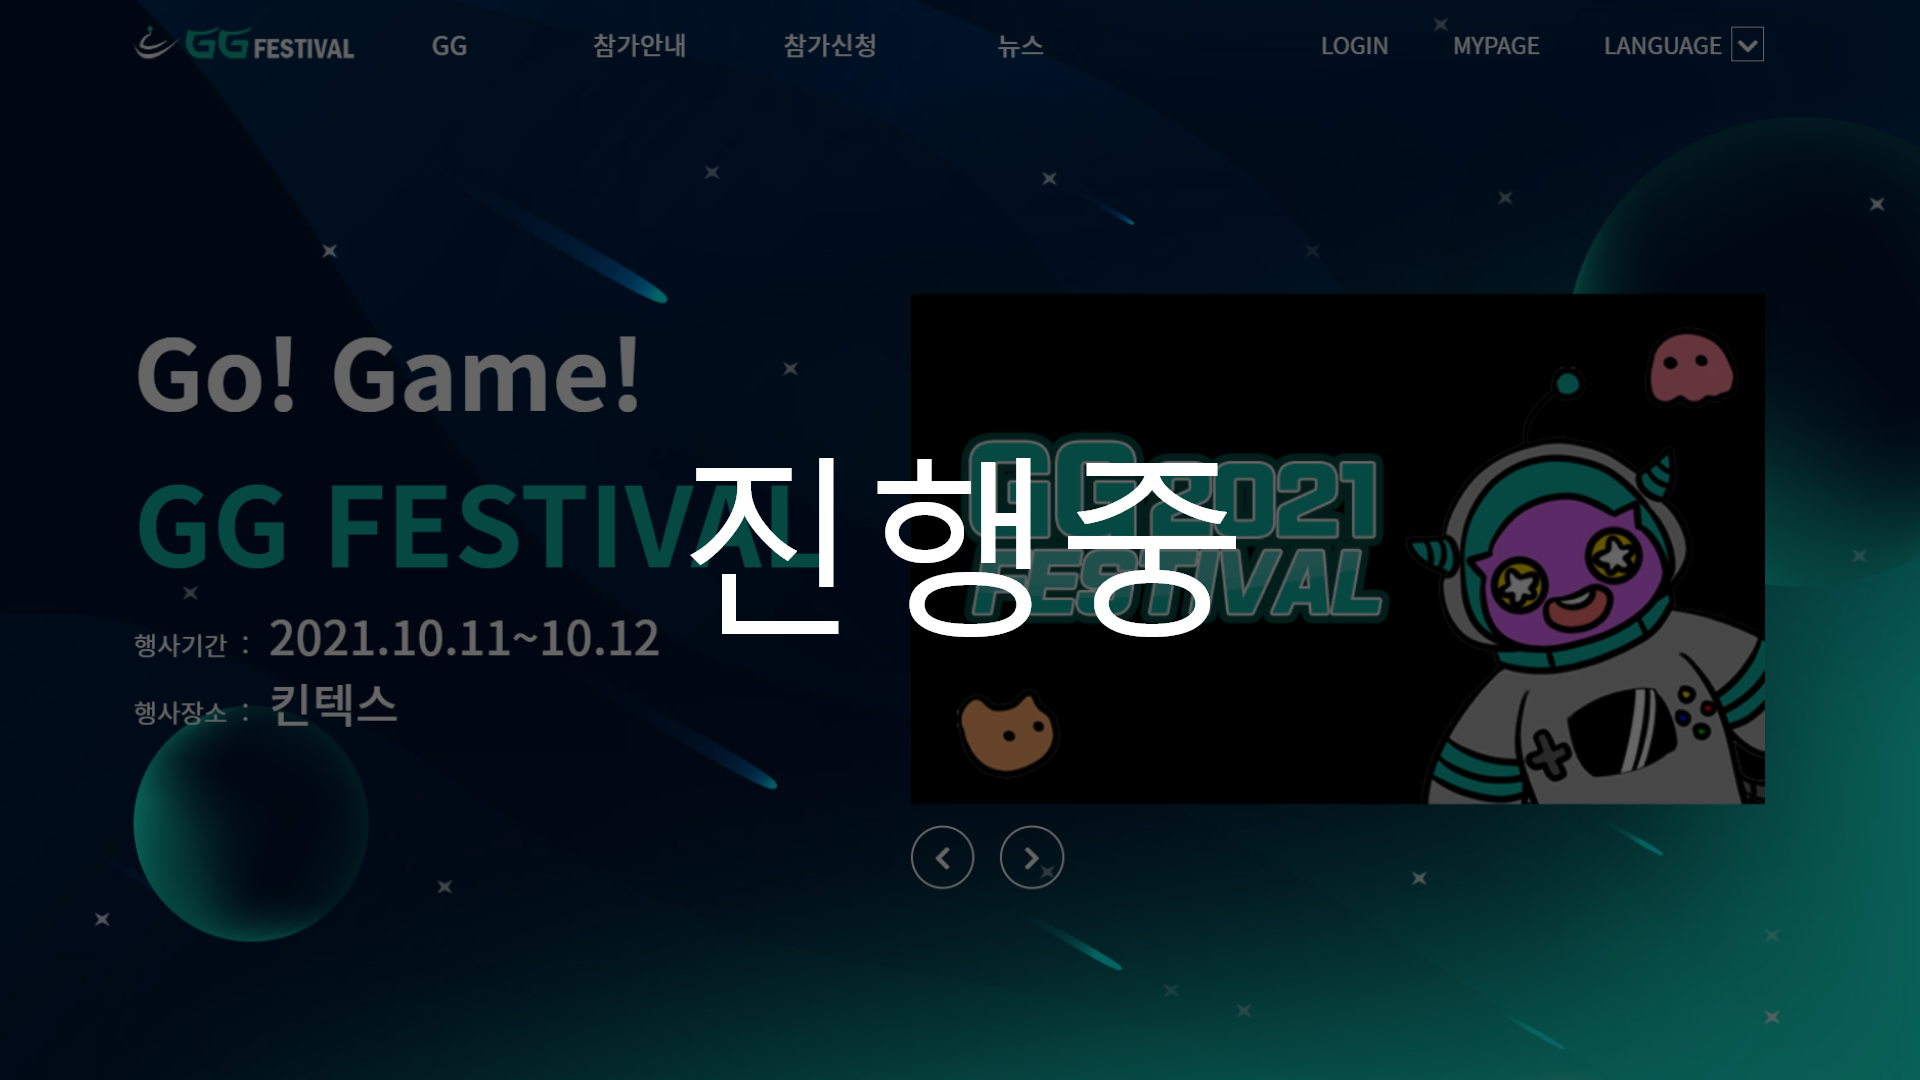 GG FESTIVAL
GG
참가안내
참가신청
뉴스
LOGIN
MYPAGE
LANGUAGE
Go! Game!
GG FESTIVAL
행사기간 : 2021.10.11~10.12
행사장소 : 킨텍스
GG 2021
FESTIVAL
진행중